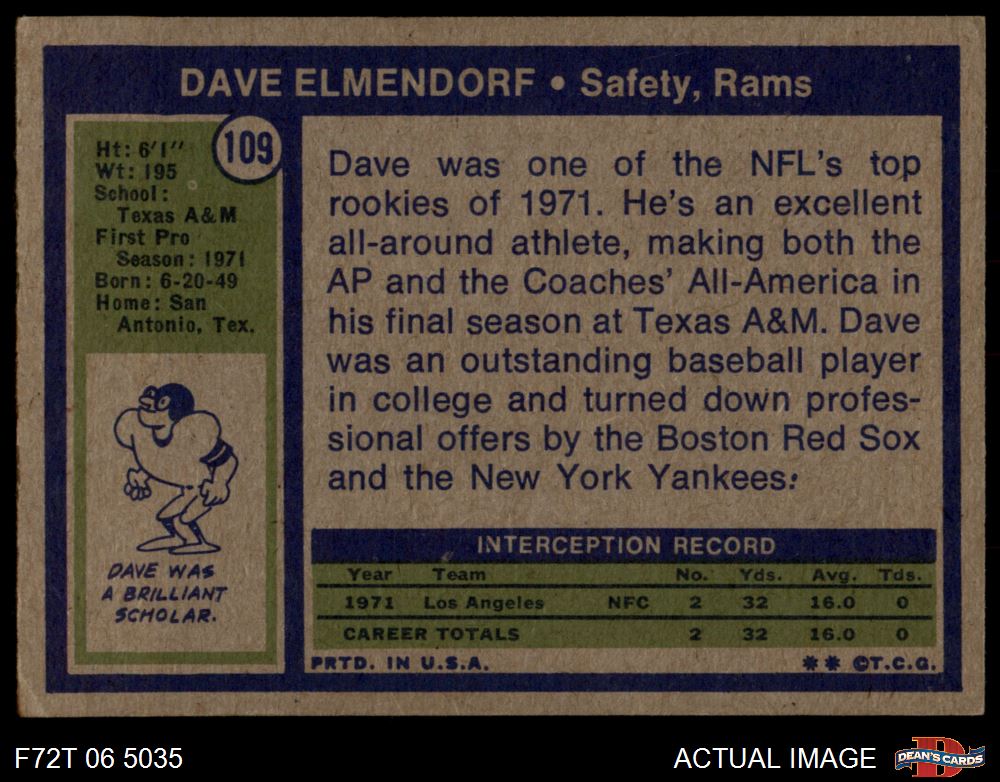 DAVE ELMENDORF • Safety, Rams
109
Ht: 6'1"
Wt: 195
School:
Texas A&M
First Pro
Season: 1971
Born: 6-20-49
Home: San
Antonio, Tex.
DAVE WAS
A BRILLIANT
SCHOLAR.
Dave was one of the NFL's top
rookies of 1971. He's an excellent
all-around athlete, making both the
AP and the Coaches' All-America in
his final season at Texas A&M. Dave
was an outstanding baseball player
in college and turned down profes-
sional offers by the Boston Red Sox
and the New York Yankees.
INTERCEPTION RECORD
Year Team No. Yds. Avg. Tds.
1971 Los Angeles NFC 2 32 16.0 0
CAREER TOTALS 2 32 16.0 0
PRTD. IN U.S.A. ** ©T.C.G.
F72T 06 5035 ACTUAL IMAGE
D
DEAN'S CARDS